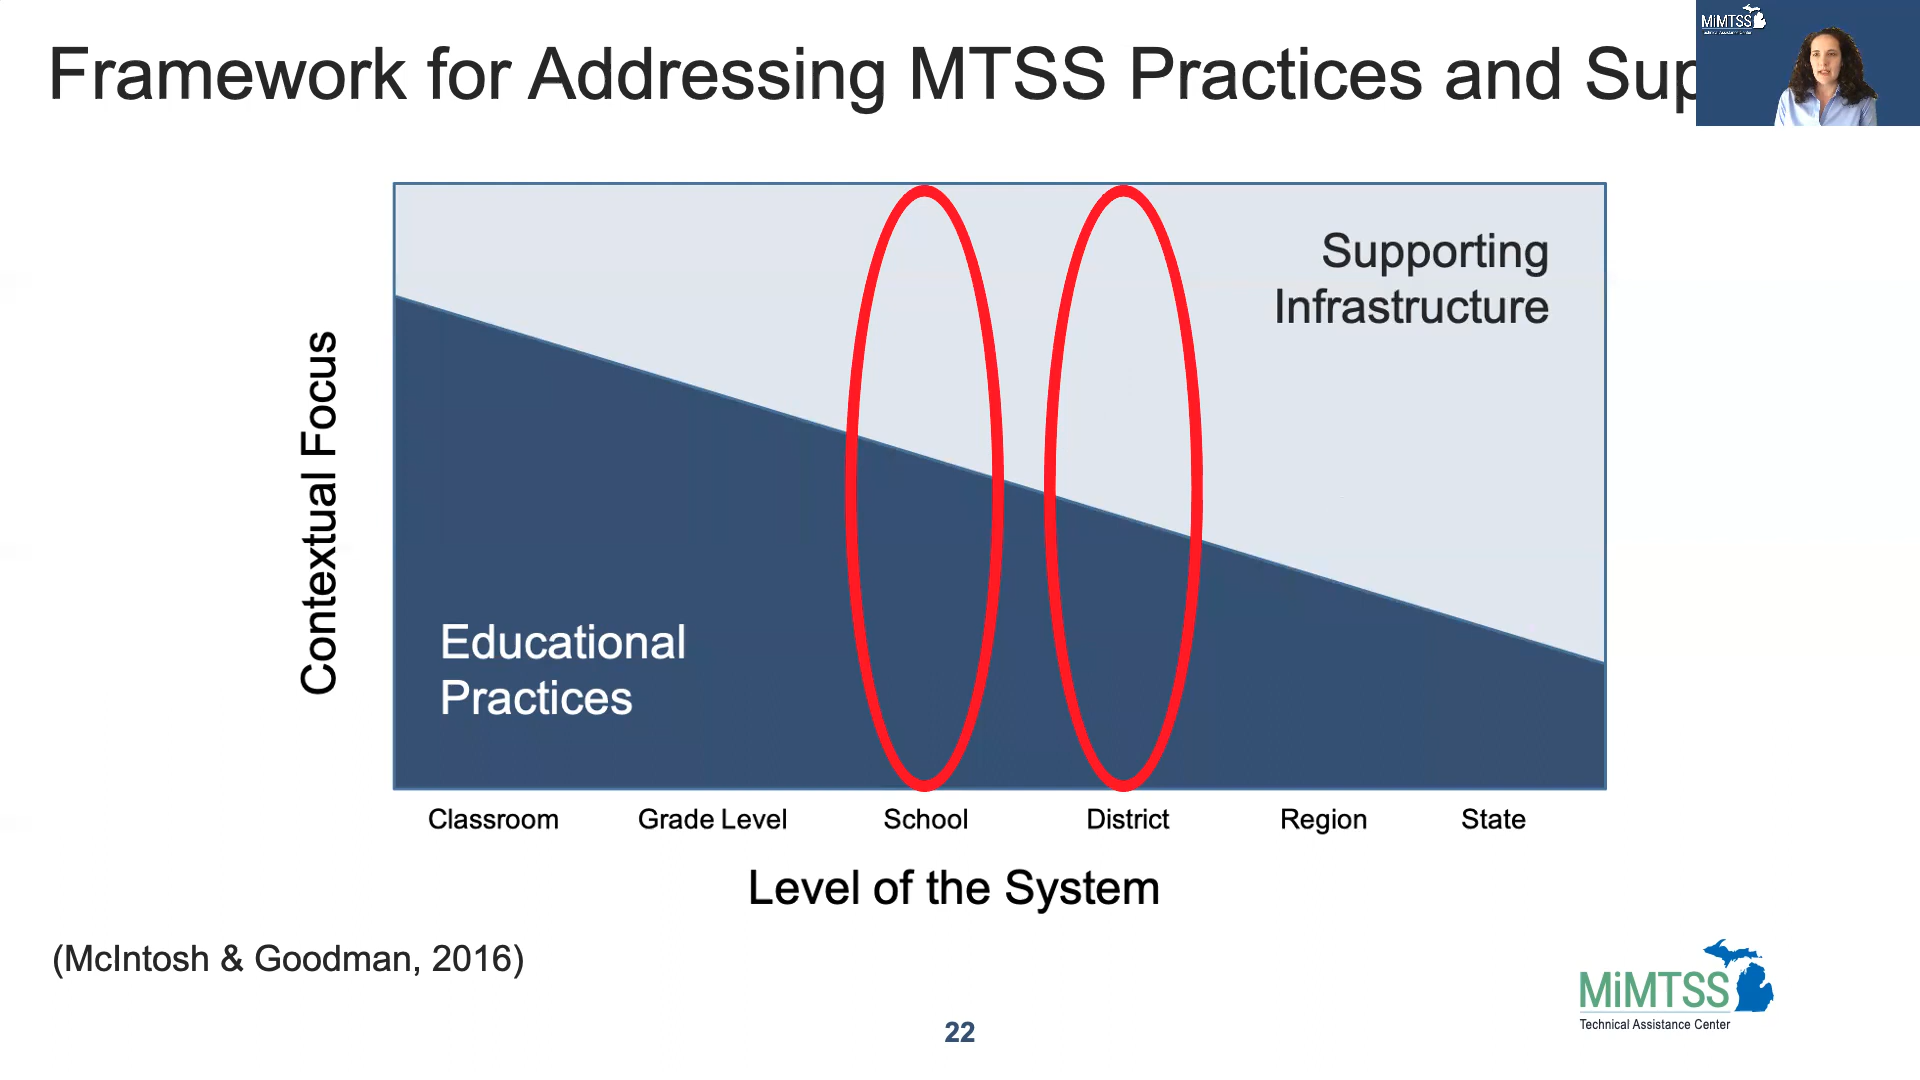 Framework for Addressing MTSS Practices and Sup
MiMTSS
Supporting
Infrastructure
Contextual Focus
Educational
Practices
Classroom
Grade Level
School
District
Region
State
Level of the System
(McIntosh & Goodman, 2016)
MiMTSS
Technical Assistance Center
22